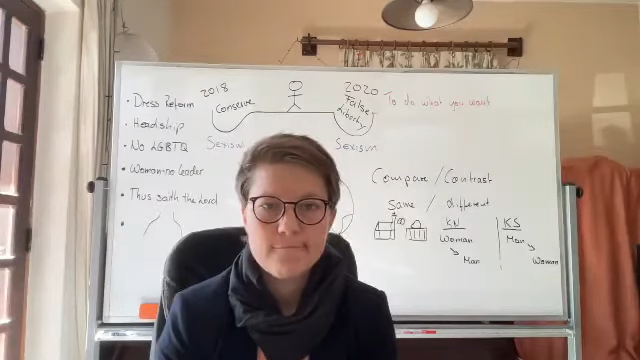 2018
Conserve
2020
False
Liberty
To do what you want
• Dress Reform
• Headship
• No LGBTQ
• Woman-no leader
• Thus saith the Lord
•
Sexism
Sexism
Compare / Contrast
Same / different
KN
Woman
Man
KS
Man
Woman